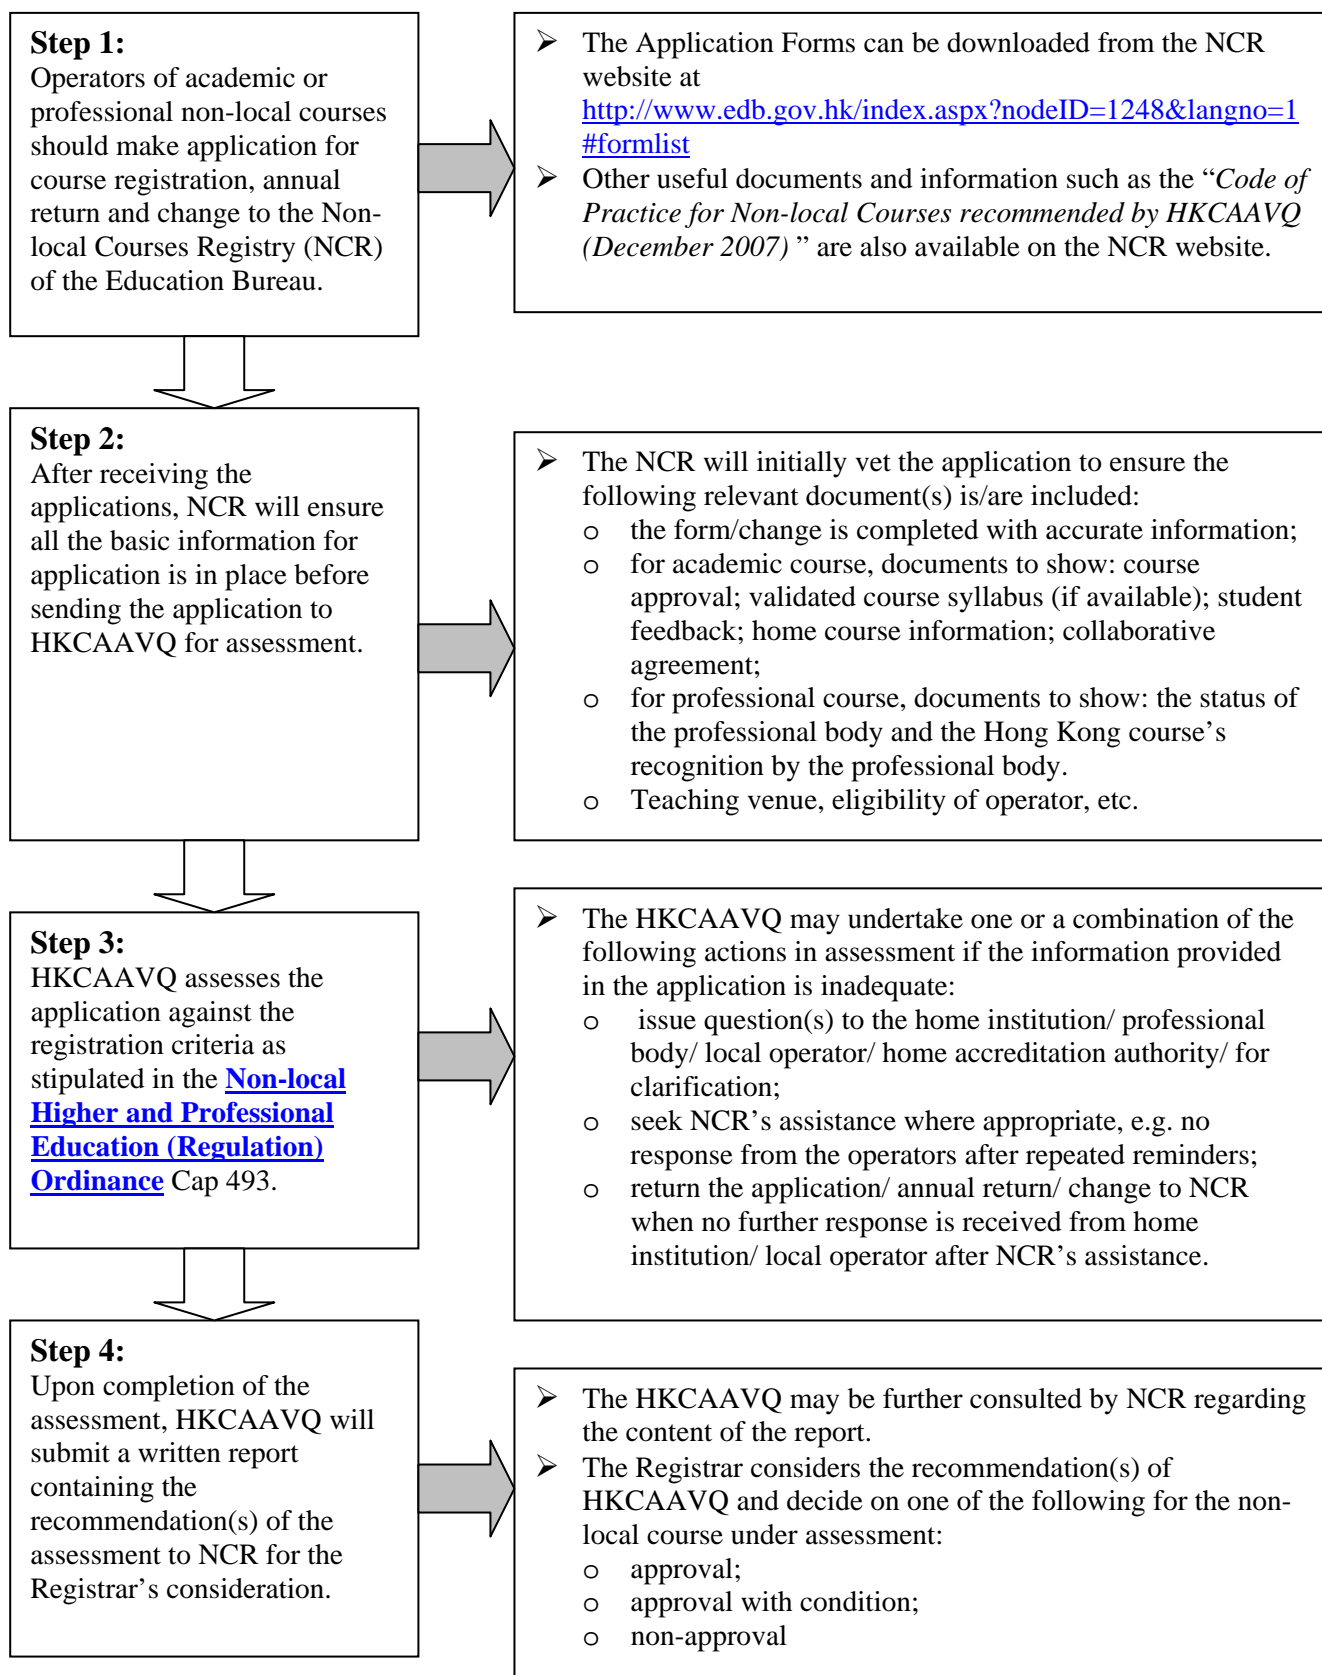 Step 1:
Operators of academic or
professional non-local courses
should make application for
course registration, annual
return and change to the Non-
local Courses Registry (NCR)
of the Education Bureau.
➢ The Application Forms can be downloaded from the NCR
website at
http://www.edb.gov.hk/index.aspx?nodeID=1248&langno=1
#formlist
➢ Other useful documents and information such as the “Code of
Practice for Non-local Courses recommended by HKCAAVQ
(December 2007) ” are also available on the NCR website.
Step 2:
After receiving the
applications, NCR will ensure
all the basic information for
application is in place before
sending the application to
HKCAAVQ for assessment.
➢ The NCR will initially vet the application to ensure the
following relevant document(s) is/are included:
o the form/change is completed with accurate information;
o for academic course, documents to show: course
approval; validated course syllabus (if available); student
feedback; home course information; collaborative
agreement;
o for professional course, documents to show: the status of
the professional body and the Hong Kong course’s
recognition by the professional body.
o Teaching venue, eligibility of operator, etc.
Step 3:
HKCAAVQ assesses the
application against the
registration criteria as
stipulated in the Non-local
Higher and Professional
Education (Regulation)
Ordinance Cap 493.
➢ The HKCAAVQ may undertake one or a combination of the
following actions in assessment if the information provided
in the application is inadequate:
o issue question(s) to the home institution/ professional
body/ local operator/ home accreditation authority/ for
clarification;
o seek NCR’s assistance where appropriate, e.g. no
response from the operators after repeated reminders;
o return the application/ annual return/ change to NCR
when no further response is received from home
institution/ local operator after NCR’s assistance.
Step 4:
Upon completion of the
assessment, HKCAAVQ will
submit a written report
containing the
recommendation(s) of the
assessment to NCR for the
Registrar’s consideration.
➢ The HKCAAVQ may be further consulted by NCR regarding
the content of the report.
➢ The Registrar considers the recommendation(s) of
HKCAAVQ and decide on one of the following for the non-
local course under assessment:
o approval;
o approval with condition;
o non-approval